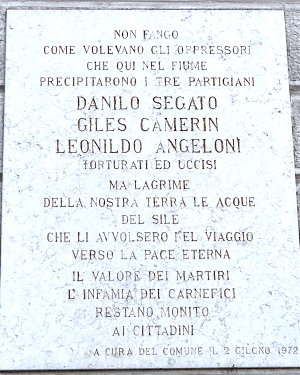 NON FANGO
COME VOLEVANO GLI OPPRESSORI
CHE QUI NEL FIUME
PRECIPITARONO I TRE PARTIGIANI
DANILO SEGATO
GILES CAMERIN
LEONILDO ANGELONI
TORTURATI ED UCCISI
MA LAGRIME
DELLA NOSTRA TERRA LE ACQUE
DEL SILE
CHE LI AVVOLSERO NEL VIAGGIO
VERSO LA PACE ETERNA
IL VALORE DEI MARTIRI
L' INFAMIA DEI CARNEFICI
RESTANO MONITO
AI CITTADINI
A CURA DEL COMUNE IL 2 GIUGNO 1972